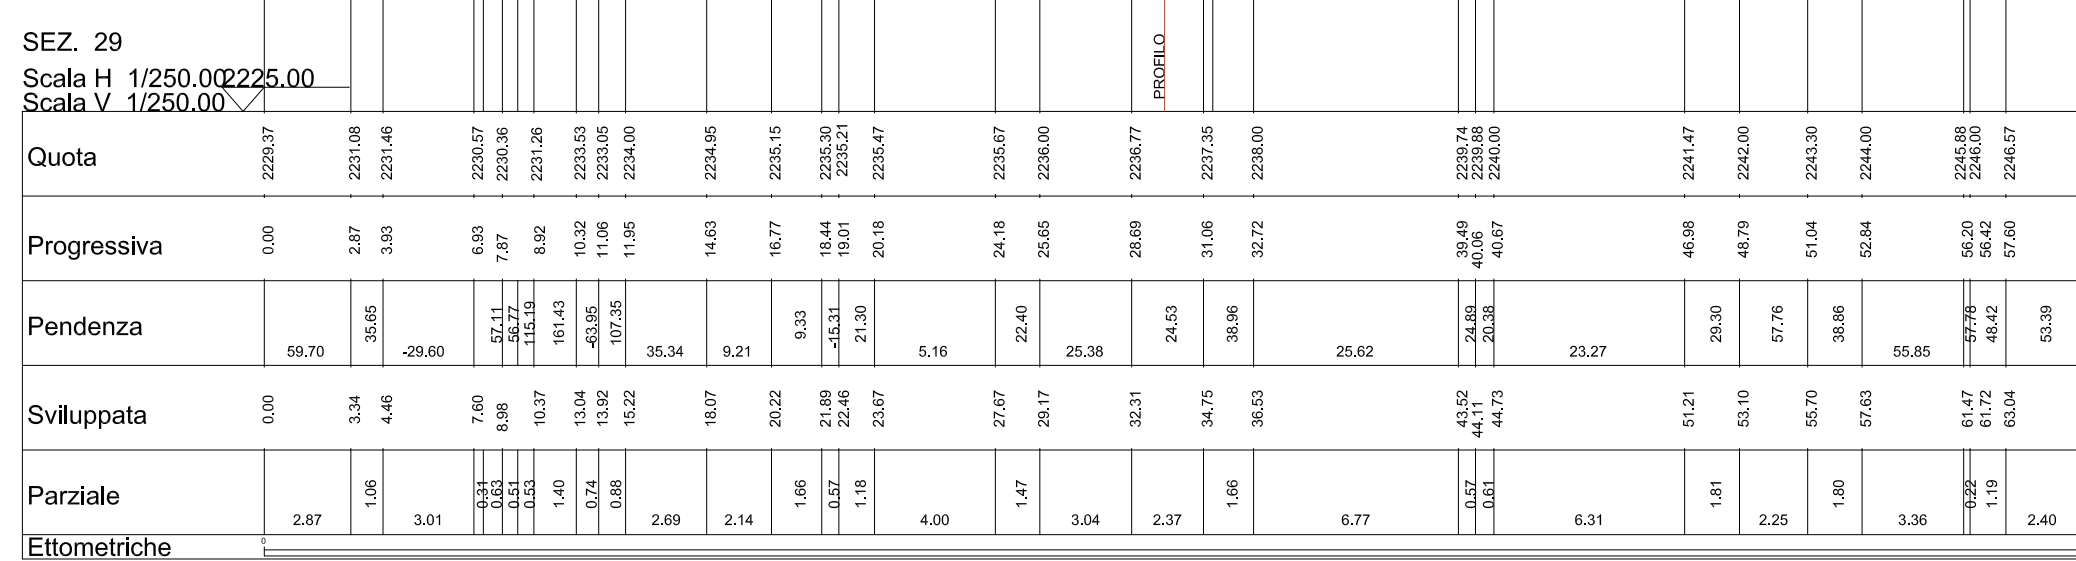 PROFILO
SEZ. 29
Scala H 1/250.00 2225.00
Scala V 1/250.00
Quota 2229.37 2231.08 2231.46 2230.57 2230.36 2231.26 2233.53 2233.05 2234.00 2234.95 2235.15 2235.30 2235.21 2235.47 2235.67 2236.00 2236.77 2237.35 2238.00 2239.74 2239.88 2240.00 2241.47 2242.00 2243.30 2244.00 2245.88 2246.00 2246.57
Progressiva 0.00 2.87 3.93 6.93 7.87 8.92 10.32 11.06 11.95 14.63 16.77 18.44 19.01 20.18 24.18 25.65 28.69 31.06 32.72 39.49 40.06 40.67 46.98 48.79 51.04 52.84 56.20 56.42 57.60
Pendenza 59.70 35.65 -29.60 57.11 56.77 115.19 161.43 -63.95 107.35 35.34 9.21 9.33 -15.31 21.30 5.16 22.40 25.38 24.53 38.96 25.62 24.89 20.38 23.27 29.30 57.76 38.86 55.85 57.78 48.42 53.39
Sviluppata 0.00 3.34 4.46 7.60 8.98 10.37 13.04 13.92 15.22 18.07 20.22 21.89 22.46 23.67 27.67 29.17 32.31 34.75 36.53 43.52 44.11 44.73 51.21 53.10 55.70 57.63 61.47 61.72 63.04
Parziale 2.87 1.06 3.01 0.31 0.63 0.51 0.53 1.40 0.74 0.88 2.69 2.14 1.66 0.57 1.18 4.00 1.47 3.04 2.37 1.66 6.77 0.57 0.61 6.31 1.81 2.25 1.80 3.36 0.22 1.19 2.40
Ettometriche 0